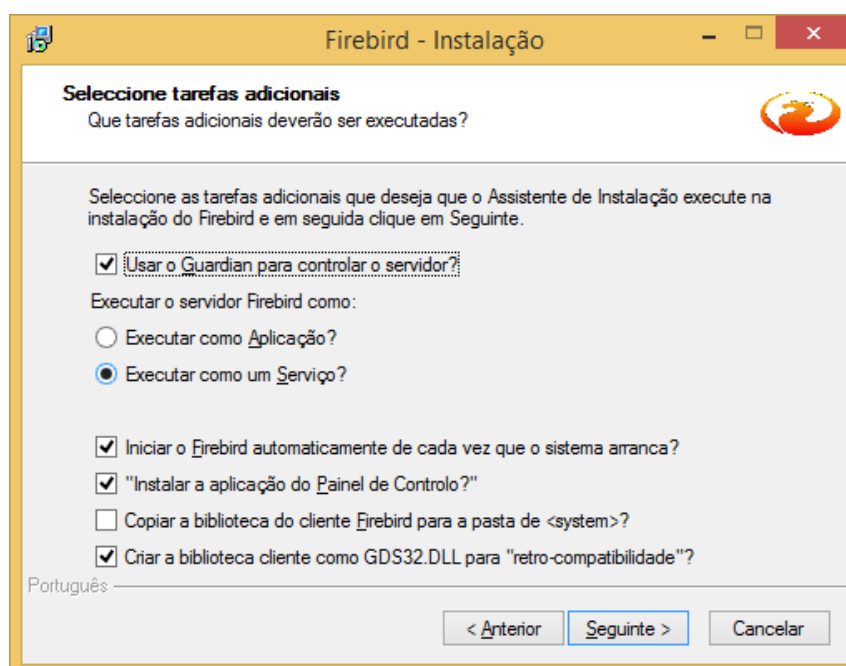 Firebird - Instalação
Seleccione tarefas adicionais
Que tarefas adicionais deverão ser executadas?
Seleccione as tarefas adicionais que deseja que o Assistente de Instalação execute na
instalação do Firebird e em seguida clique em Seguinte.
Usar o Guardian para controlar o servidor?
Executar o servidor Firebird como:
Executar como Aplicação?
Executar como um Serviço?
Iniciar o Firebird automaticamente de cada vez que o sistema arranca?
"Instalar a aplicação do Painel de Controlo?"
Copiar a biblioteca do cliente Firebird para a pasta de <system>?
Criar a biblioteca cliente como GDS32.DLL para "retro-compatibilidade"?
Português
< Anterior
Seguinte >
Cancelar